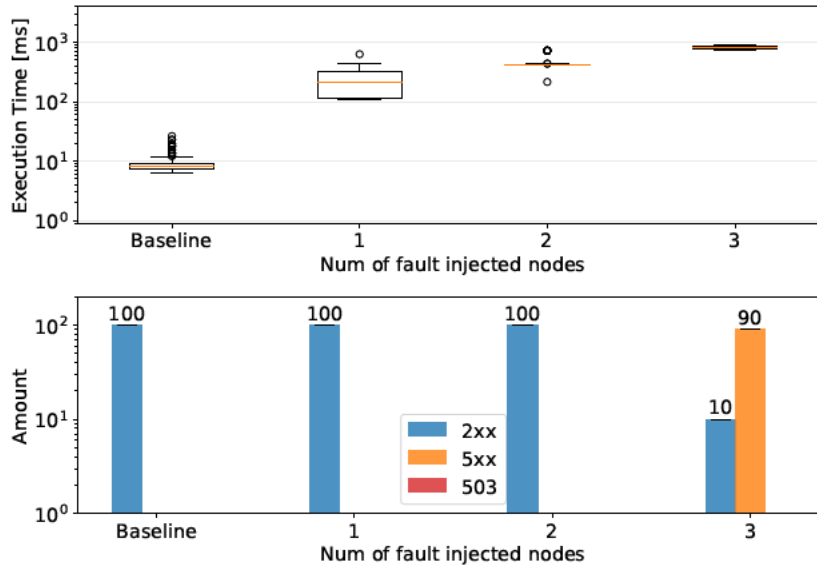 Execution Time [ms]
10³
10²
10¹
10⁰
Baseline 1 2 3
Num of fault injected nodes
Amount
10²
10¹
10⁰
100 100 100 10 90
2xx
5xx
503
Baseline 1 2 3
Num of fault injected nodes